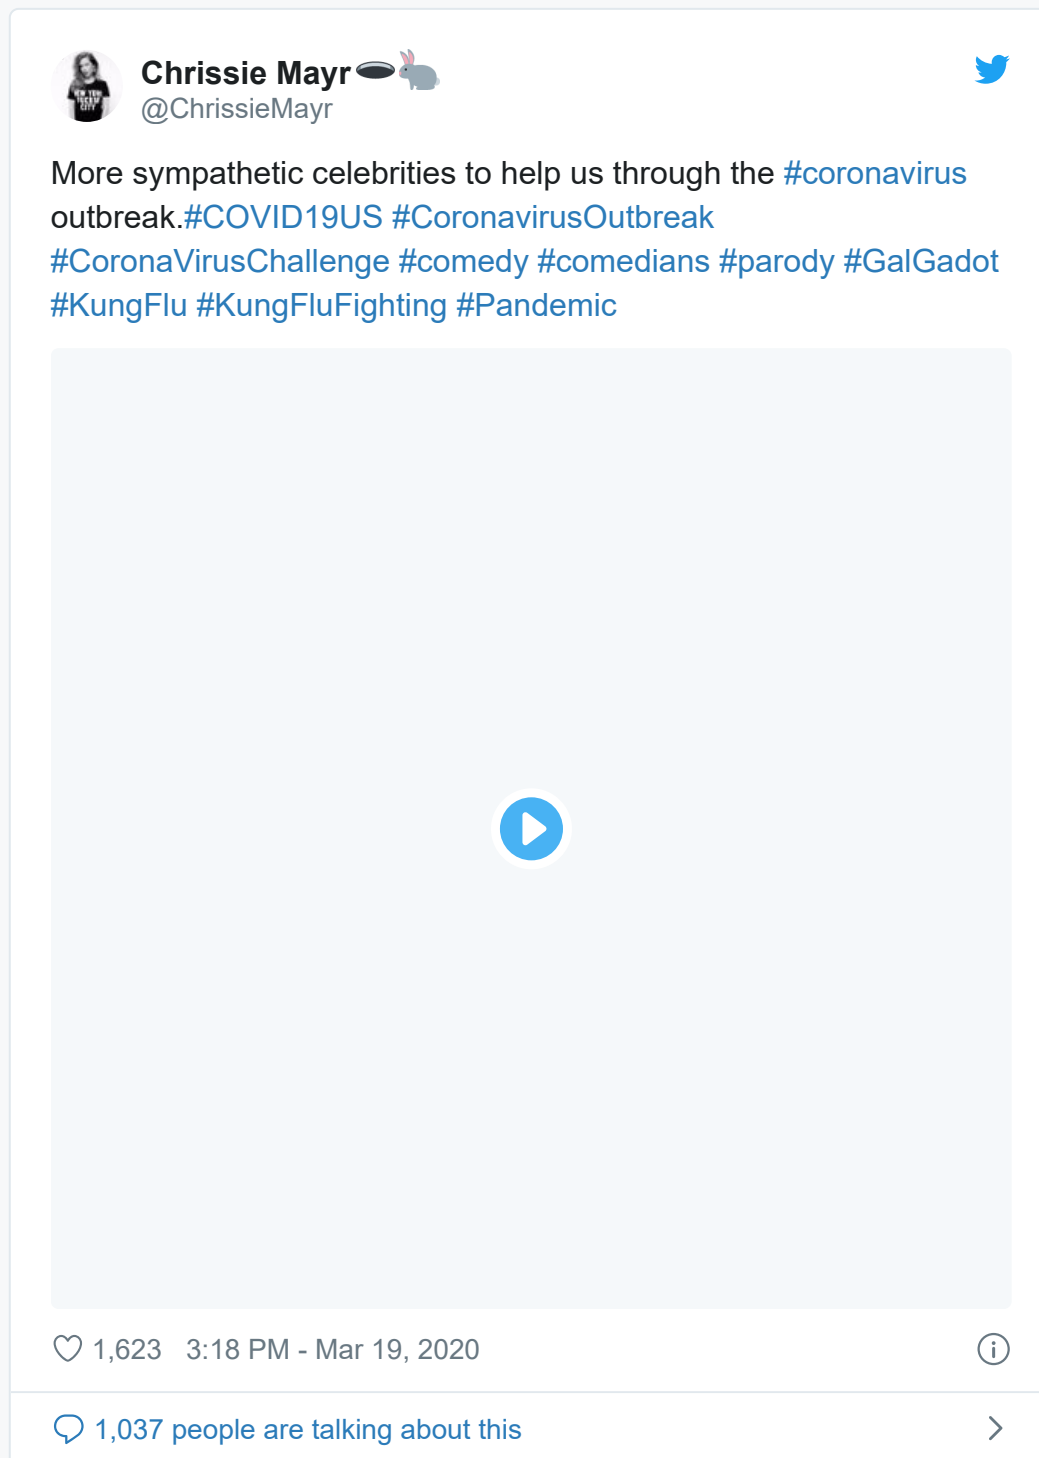 Chrissie Mayr🕳️🐇
@ChrissieMayr
More sympathetic celebrities to help us through the #coronavirus
outbreak.#COVID19US #CoronavirusOutbreak
#CoronaVirusChallenge #comedy #comedians #parody #GalGadot
#KungFlu #KungFluFighting #Pandemic
1,623 3:18 PM - Mar 19, 2020
1,037 people are talking about this